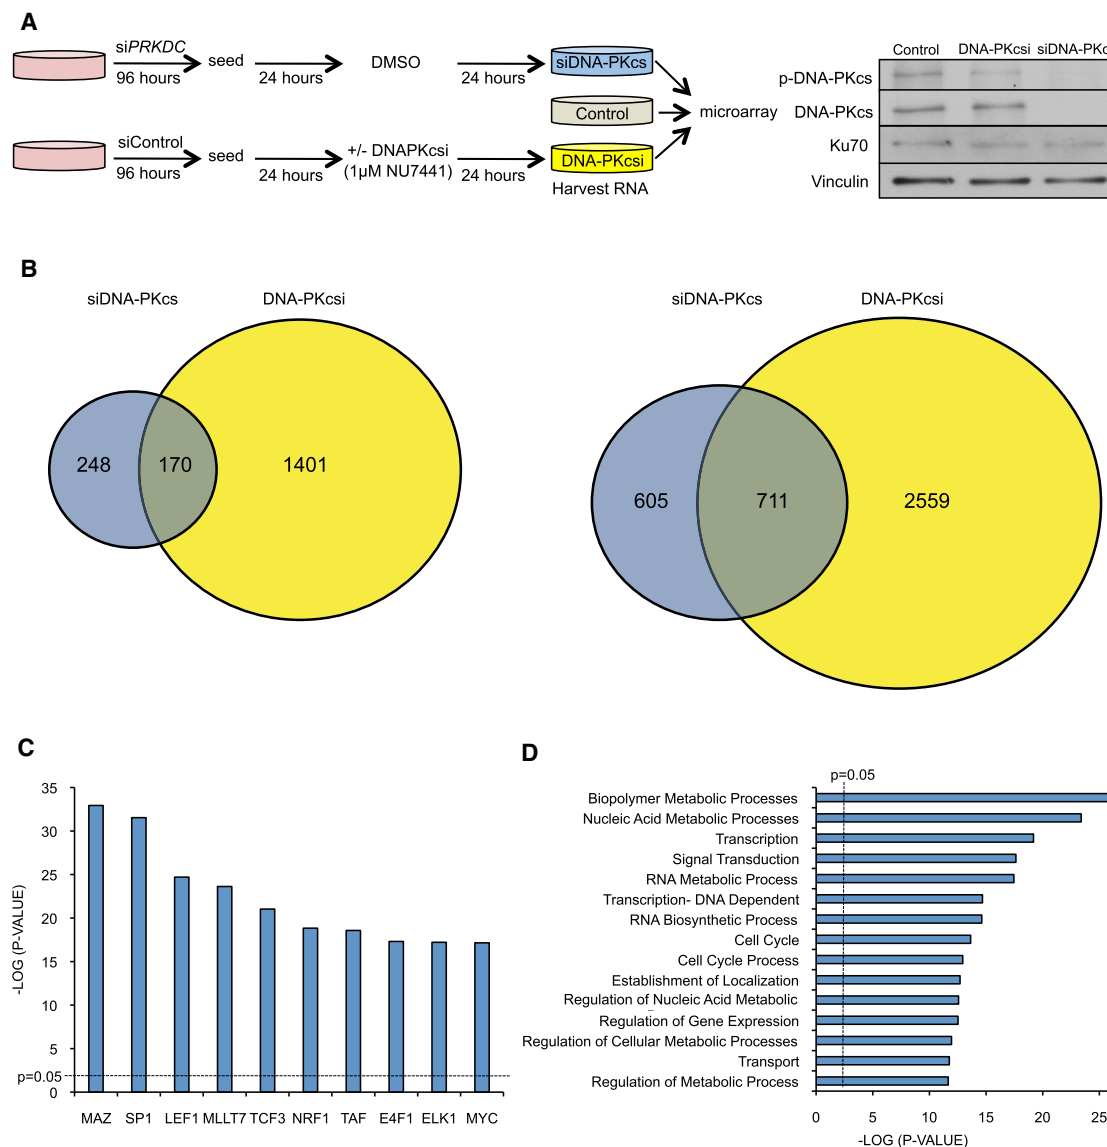 A
siPRKDC
96 hours
seed
24 hours
DMSO
24 hours
siDNA-PKcs
Control
microarray
siControl
96 hours
seed
24 hours
+/- DNAPKcsi
(1µM NU7441)
24 hours
DNA-PKcsi
Harvest RNA
Control DNA-PKcsi siDNA-PKc
p-DNA-PKcs
DNA-PKcs
Ku70
Vinculin
B
siDNA-PKcs DNA-PKcsi
248 170 1401
siDNA-PKcs DNA-PKcsi
605 711 2559
C
-LOG (P-VALUE)
35
30
25
20
15
10
5
p=0.05
0
MAZ SP1 LEF1 MLLT7 TCF3 NRF1 TAF E4F1 ELK1 MYC
D
p=0.05
Biopolymer Metabolic Processes
Nucleic Acid Metabolic Processes
Transcription
Signal Transduction
RNA Metabolic Process
Transcription- DNA Dependent
RNA Biosynthetic Process
Cell Cycle
Cell Cycle Process
Establishment of Localization
Regulation of Nucleic Acid Metabolic
Regulation of Gene Expression
Regulation of Cellular Metabolic Processes
Transport
Regulation of Metabolic Process
0 5 10 15 20 25
-LOG (P-VALUE)